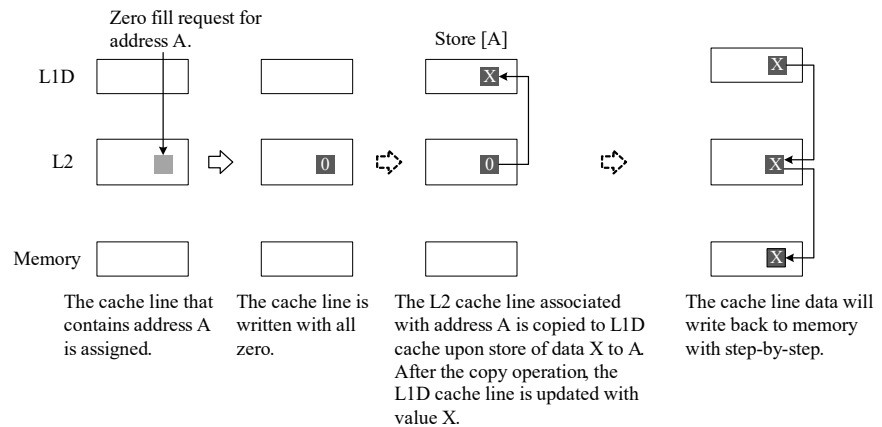 Zero fill request for
address A.
Store [A]
L1D
X
X
L2
0
0
X
Memory
X
The cache line that
contains address A
is assigned.
The cache line is
written with all
zero.
The L2 cache line associated
with address A is copied to L1D
cache upon store of data X to A.
After the copy operation, the
L1D cache line is updated with
value X.
The cache line data will
write back to memory
with step-by-step.